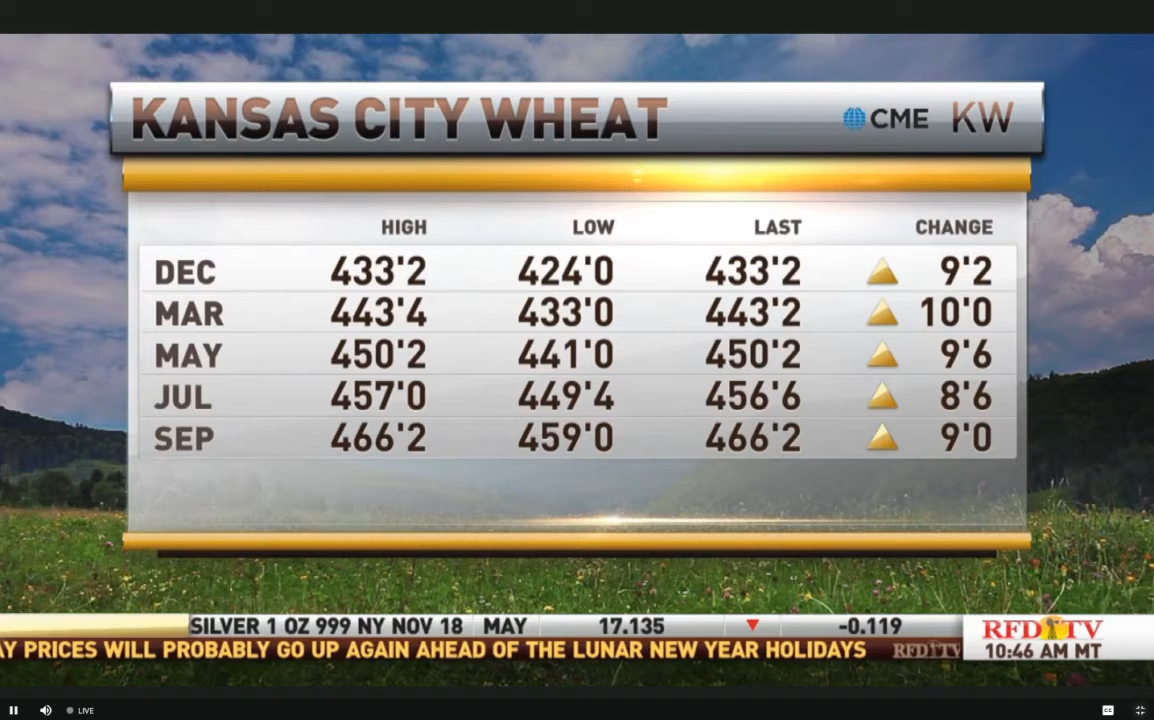 KANSAS CITY WHEAT CME KW
HIGH LOW LAST CHANGE
DEC 433'2 424'0 433'2 9'2
MAR 443'4 433'0 443'2 10'0
MAY 450'2 441'0 450'2 9'6
JUL 457'0 449'4 456'6 8'6
SEP 466'2 459'0 466'2 9'0
SILVER 1 OZ 999 NY NOV 18 MAY 17.135 -0.119
PRICES WILL PROBABLY GO UP AGAIN AHEAD OF THE LUNAR NEW YEAR HOLIDAYS RFD TV
RFD TV
10:46 AM MT
LIVE
CC